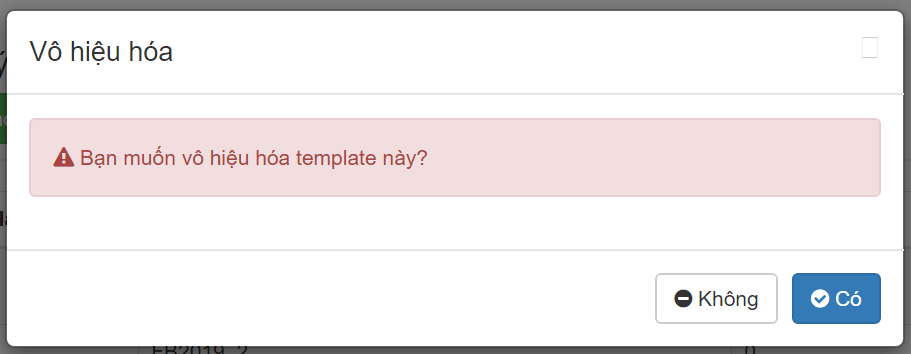 Vô hiệu hóa
Bạn muốn vô hiệu hóa template này?
Không
Có